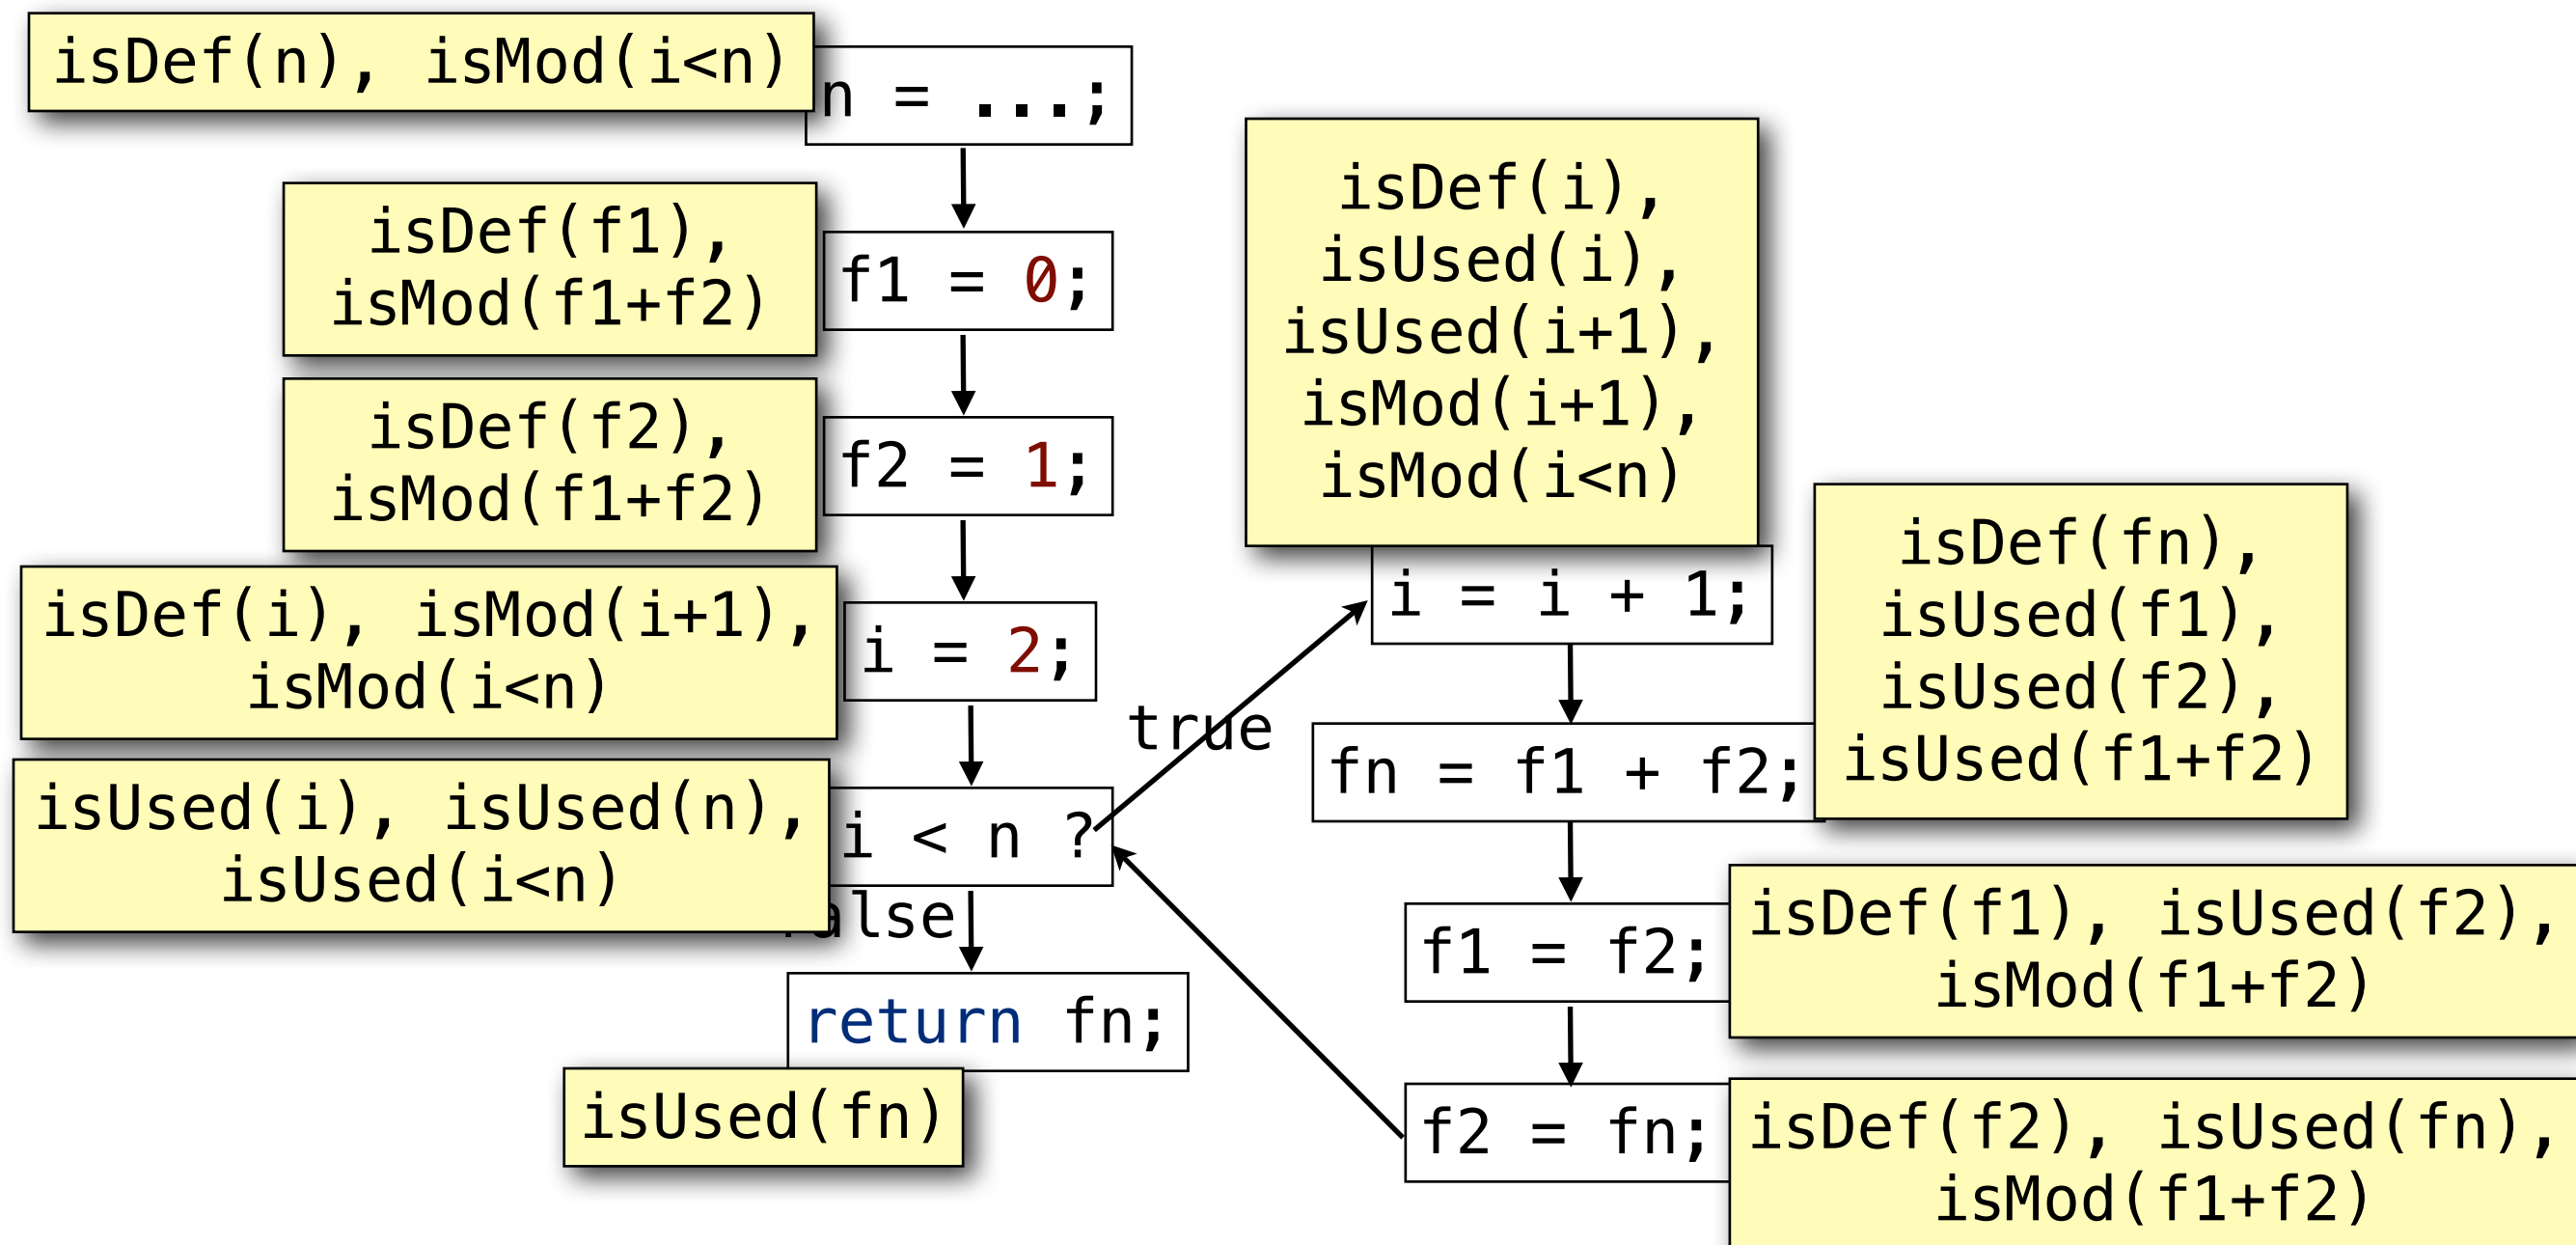 isDef(n), isMod(i<n)
n = ...;
isDef(f1),
isMod(f1+f2)
f1 = 0;
isDef(f2),
isMod(f1+f2)
f2 = 1;
isDef(i), isMod(i+1),
isMod(i<n)
i = 2;
isUsed(i), isUsed(n),
isUsed(i<n)
i < n ?
true
alse
return fn;
isUsed(fn)
isDef(i),
isUsed(i),
isUsed(i+1),
isMod(i+1),
isMod(i<n)
i = i + 1;
isDef(fn),
isUsed(f1),
isUsed(f2),
isUsed(f1+f2)
fn = f1 + f2;
f1 = f2;
isDef(f1), isUsed(f2),
isMod(f1+f2)
f2 = fn;
isDef(f2), isUsed(fn),
isMod(f1+f2)